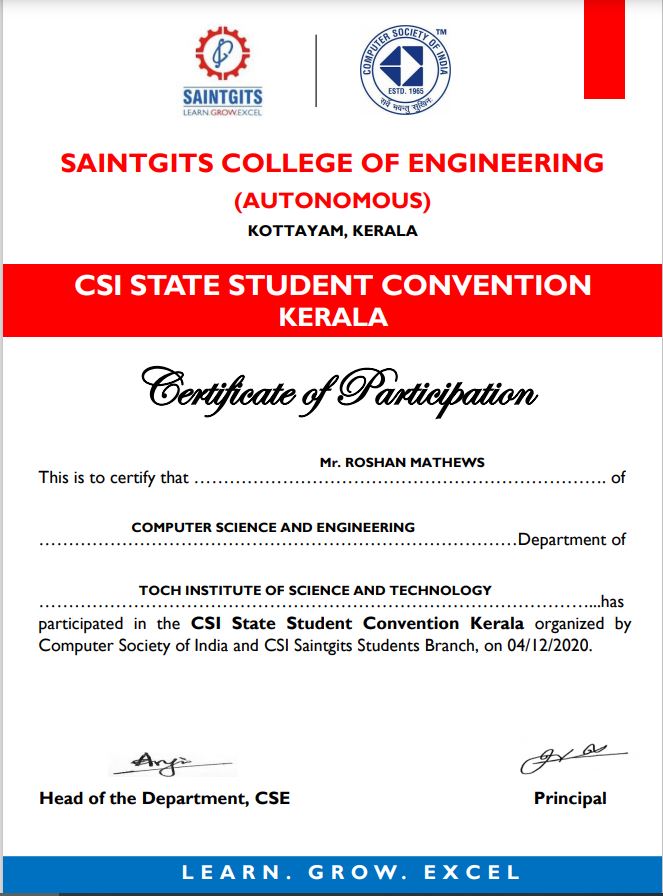 SAINTGITS
LEARN.GROW.EXCEL
COMPUTER SOCIETY OF INDIA
TM
ESTD. 1965
सर्वे भवन्तु सुखिनः
SAINTGITS COLLEGE OF ENGINEERING
(AUTONOMOUS)
KOTTAYAM, KERALA
CSI STATE STUDENT CONVENTION
KERALA
Certificate of Participation
Mr. ROSHAN MATHEWS
This is to certify that ……………………………………………………………. of
COMPUTER SCIENCE AND ENGINEERING
………………………………………………………………………Department of
TOCH INSTITUTE OF SCIENCE AND TECHNOLOGY
…………………………………………………………………………………...has
participated in the CSI State Student Convention Kerala organized by
Computer Society of India and CSI Saintgits Students Branch, on 04/12/2020.
Head of the Department, CSE
Principal
LEARN. GROW. EXCEL